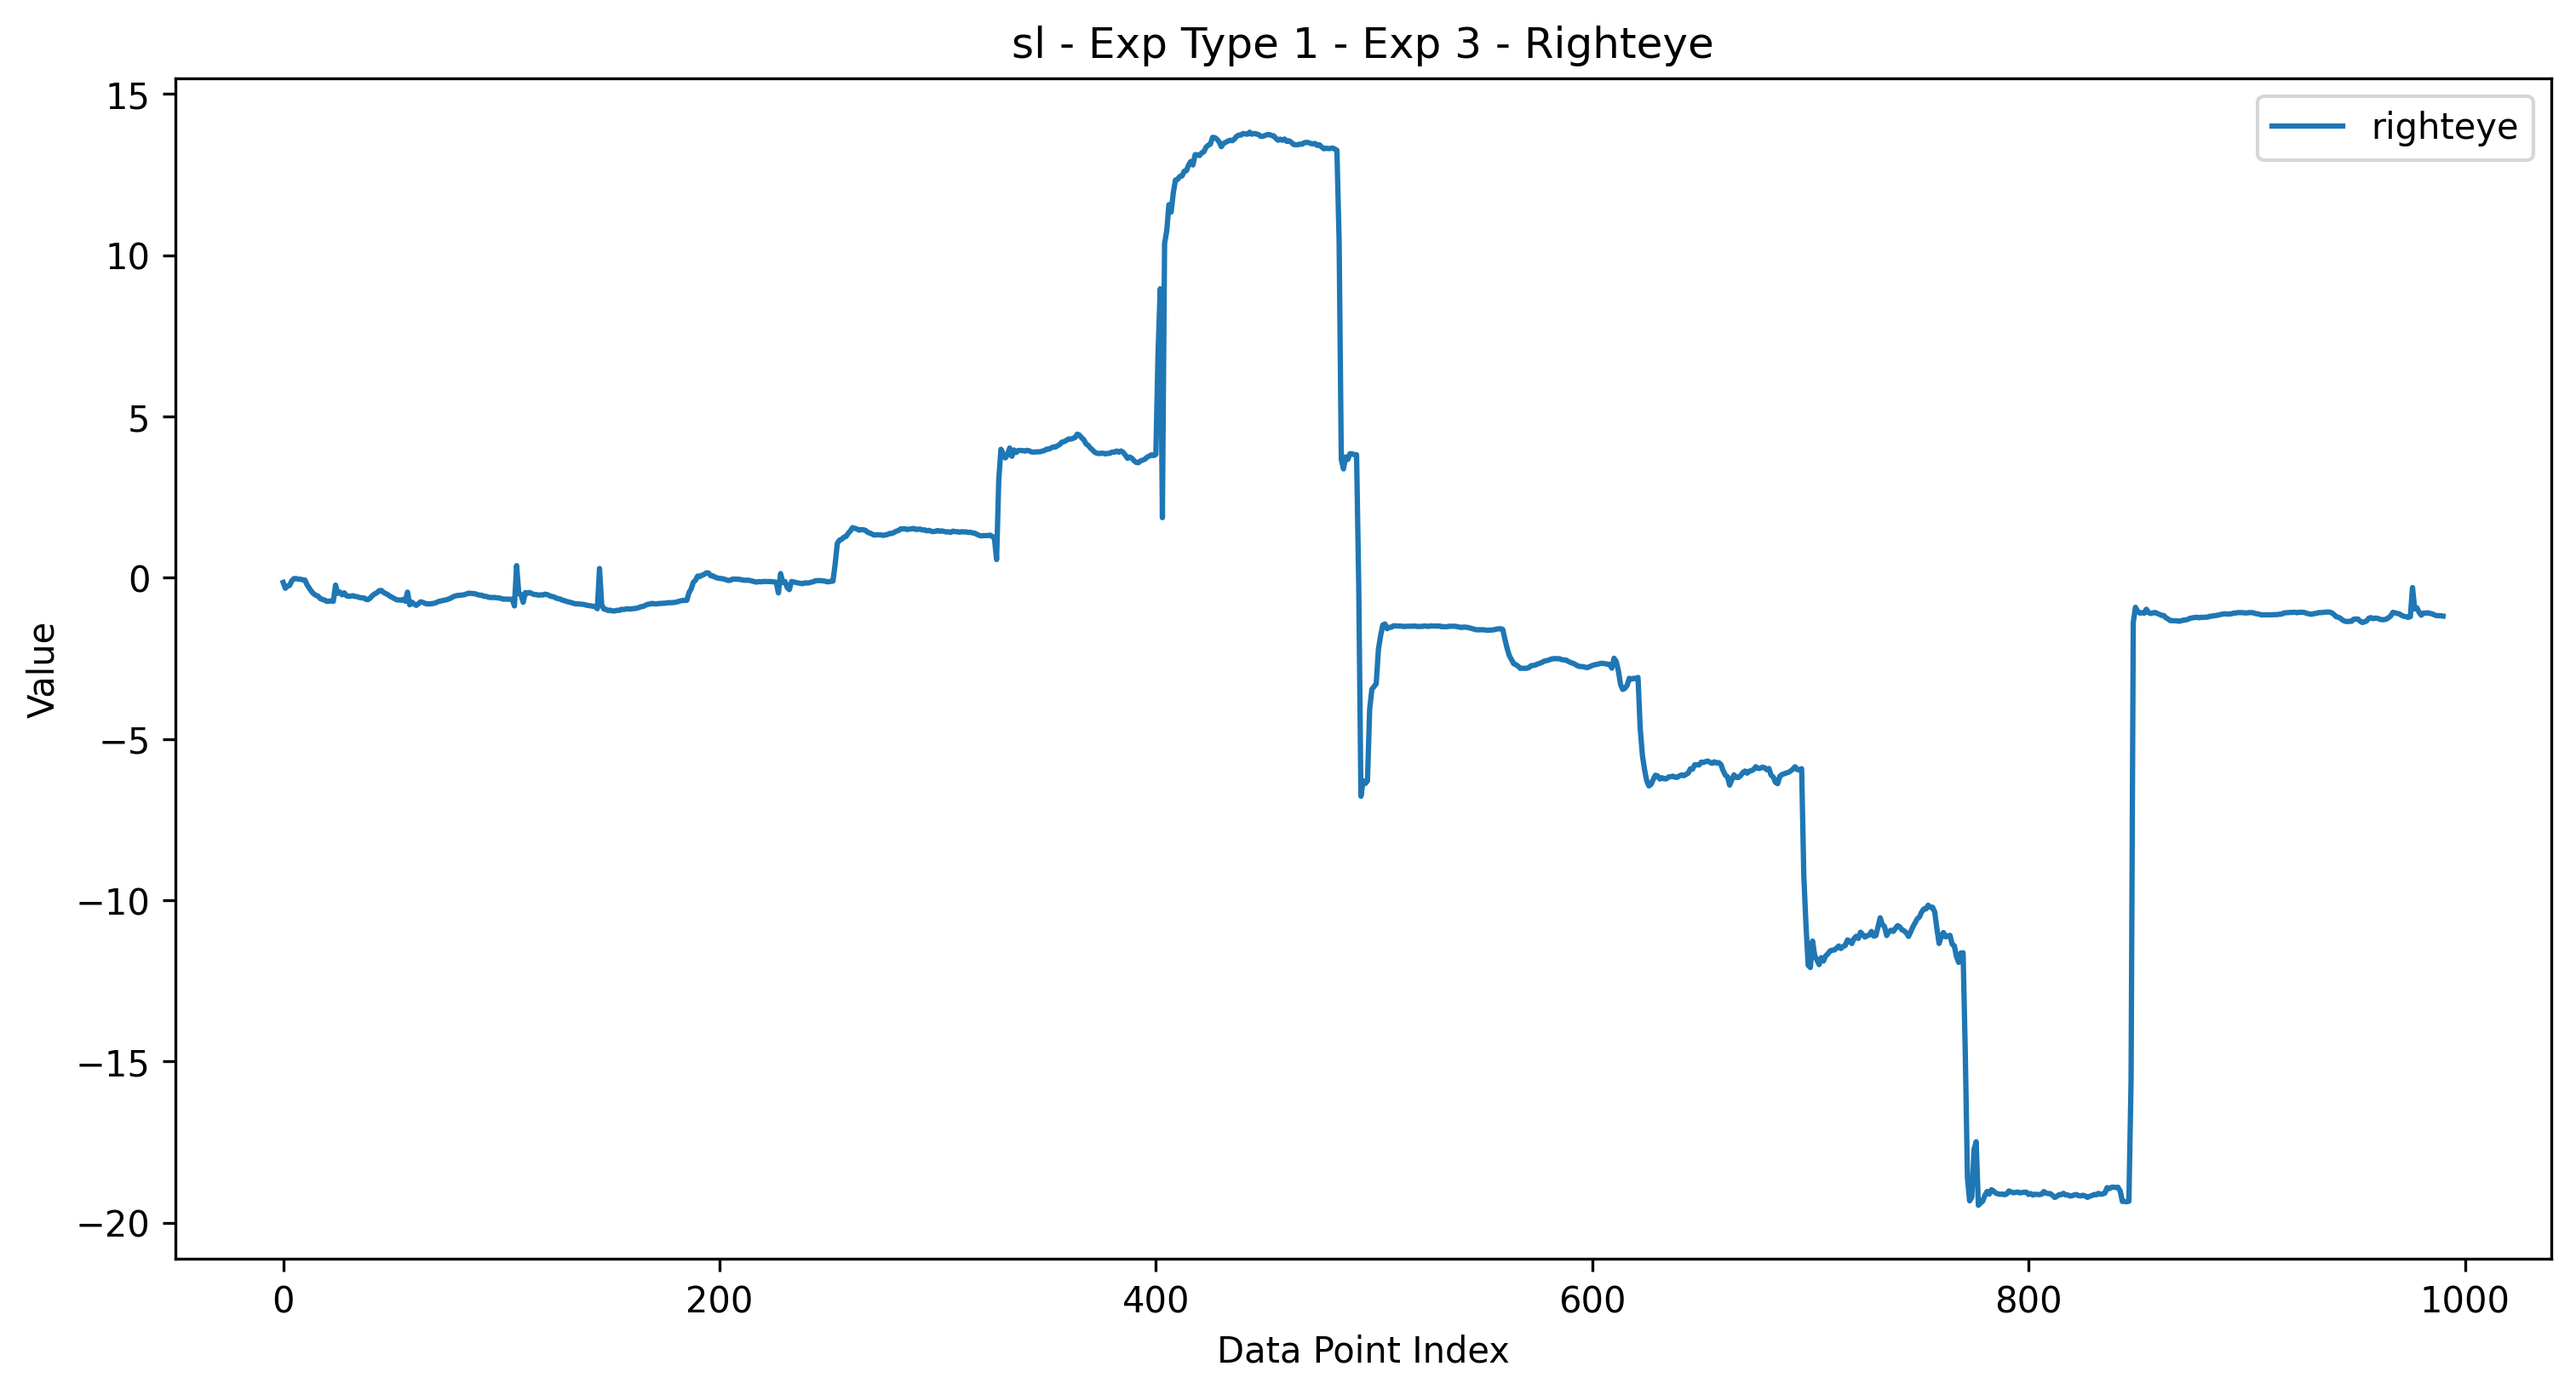 sl - Exp Type 1 - Exp 3 - Righteye
righteye
15
10
5
0
−5
−10
−15
−20
Value
0 200 400 600 800 1000
Data Point Index